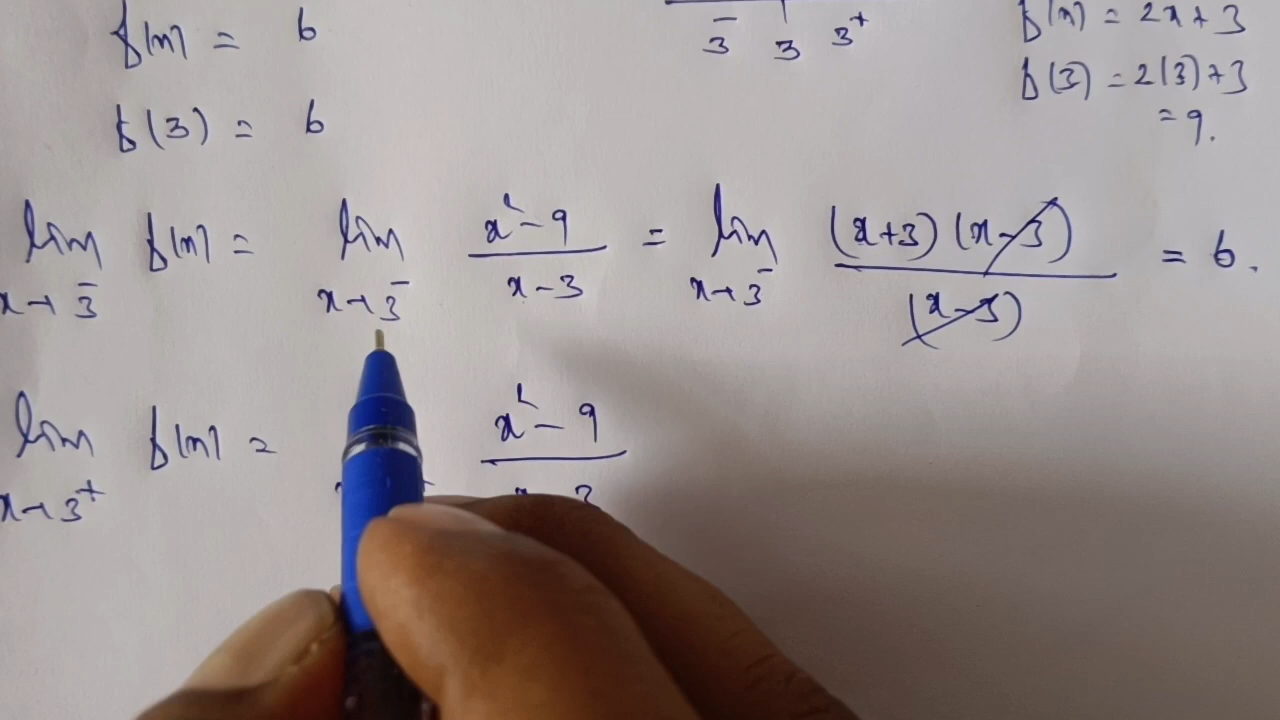 f(x) = 6
3⁻ 3 3⁺
f(x) = 2x + 3
f(3) = 6
f(3) = 2(3) + 3
= 9.
lim f(x) = lim x² - 9 = lim (x+3)(x-3) = 6.
x→3⁻ x→3⁻ x-3 x→3⁻ (x-3)
lim f(x) = x² - 9
x→3⁺